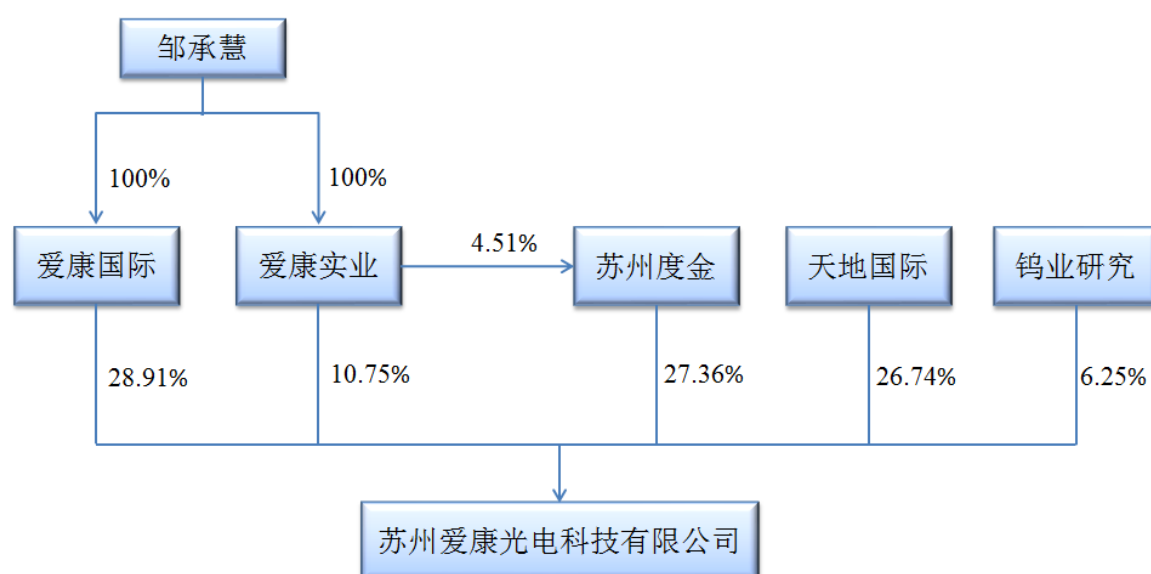 邹承慧
100%
100%
爱康国际
爱康实业
4.51%
苏州度金
天地国际
钨业研究
28.91%
10.75%
27.36%
26.74%
6.25%
苏州爱康光电科技有限公司